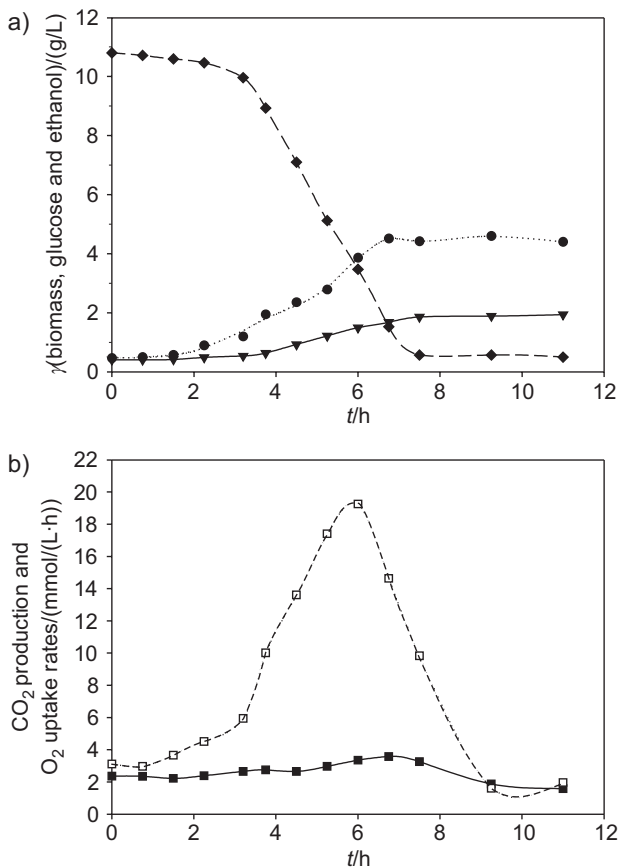 a)
γ(biomass, glucose and ethanol)/(g/L)
12
10
8
6
4
2
0
0 2 4 6 8 10 12
t/h
b)
CO₂ production and
O₂ uptake rates/(mmol/(L·h))
22
20
18
16
14
12
10
8
6
4
2
0
0 2 4 6 8 10 12
t/h